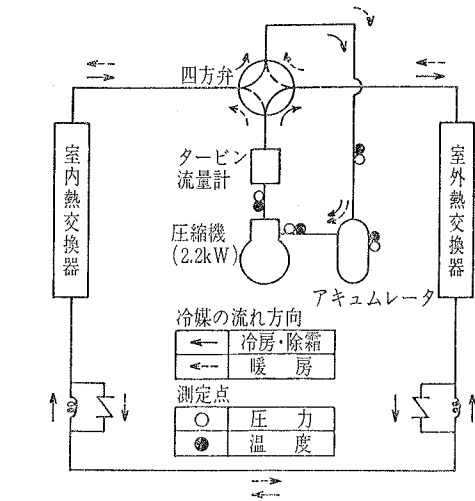 四方弁
タービン
流量計
圧縮機
(2.2kW)
室内熱交換器
室外熱交換器
アキュムレータ
冷媒の流れ方向
冷房・除霜
暖房
測定点
圧力
温度